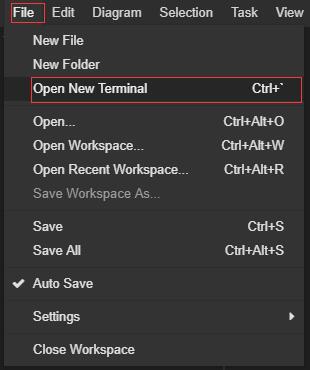 File Edit Diagram Selection Task View
New File
New Folder
Open New Terminal Ctrl+`
Open... Ctrl+Alt+O
Open Workspace... Ctrl+Alt+W
Open Recent Workspace... Ctrl+Alt+R
Save Workspace As...
Save Ctrl+S
Save All Ctrl+Alt+S
Auto Save
Settings
Close Workspace